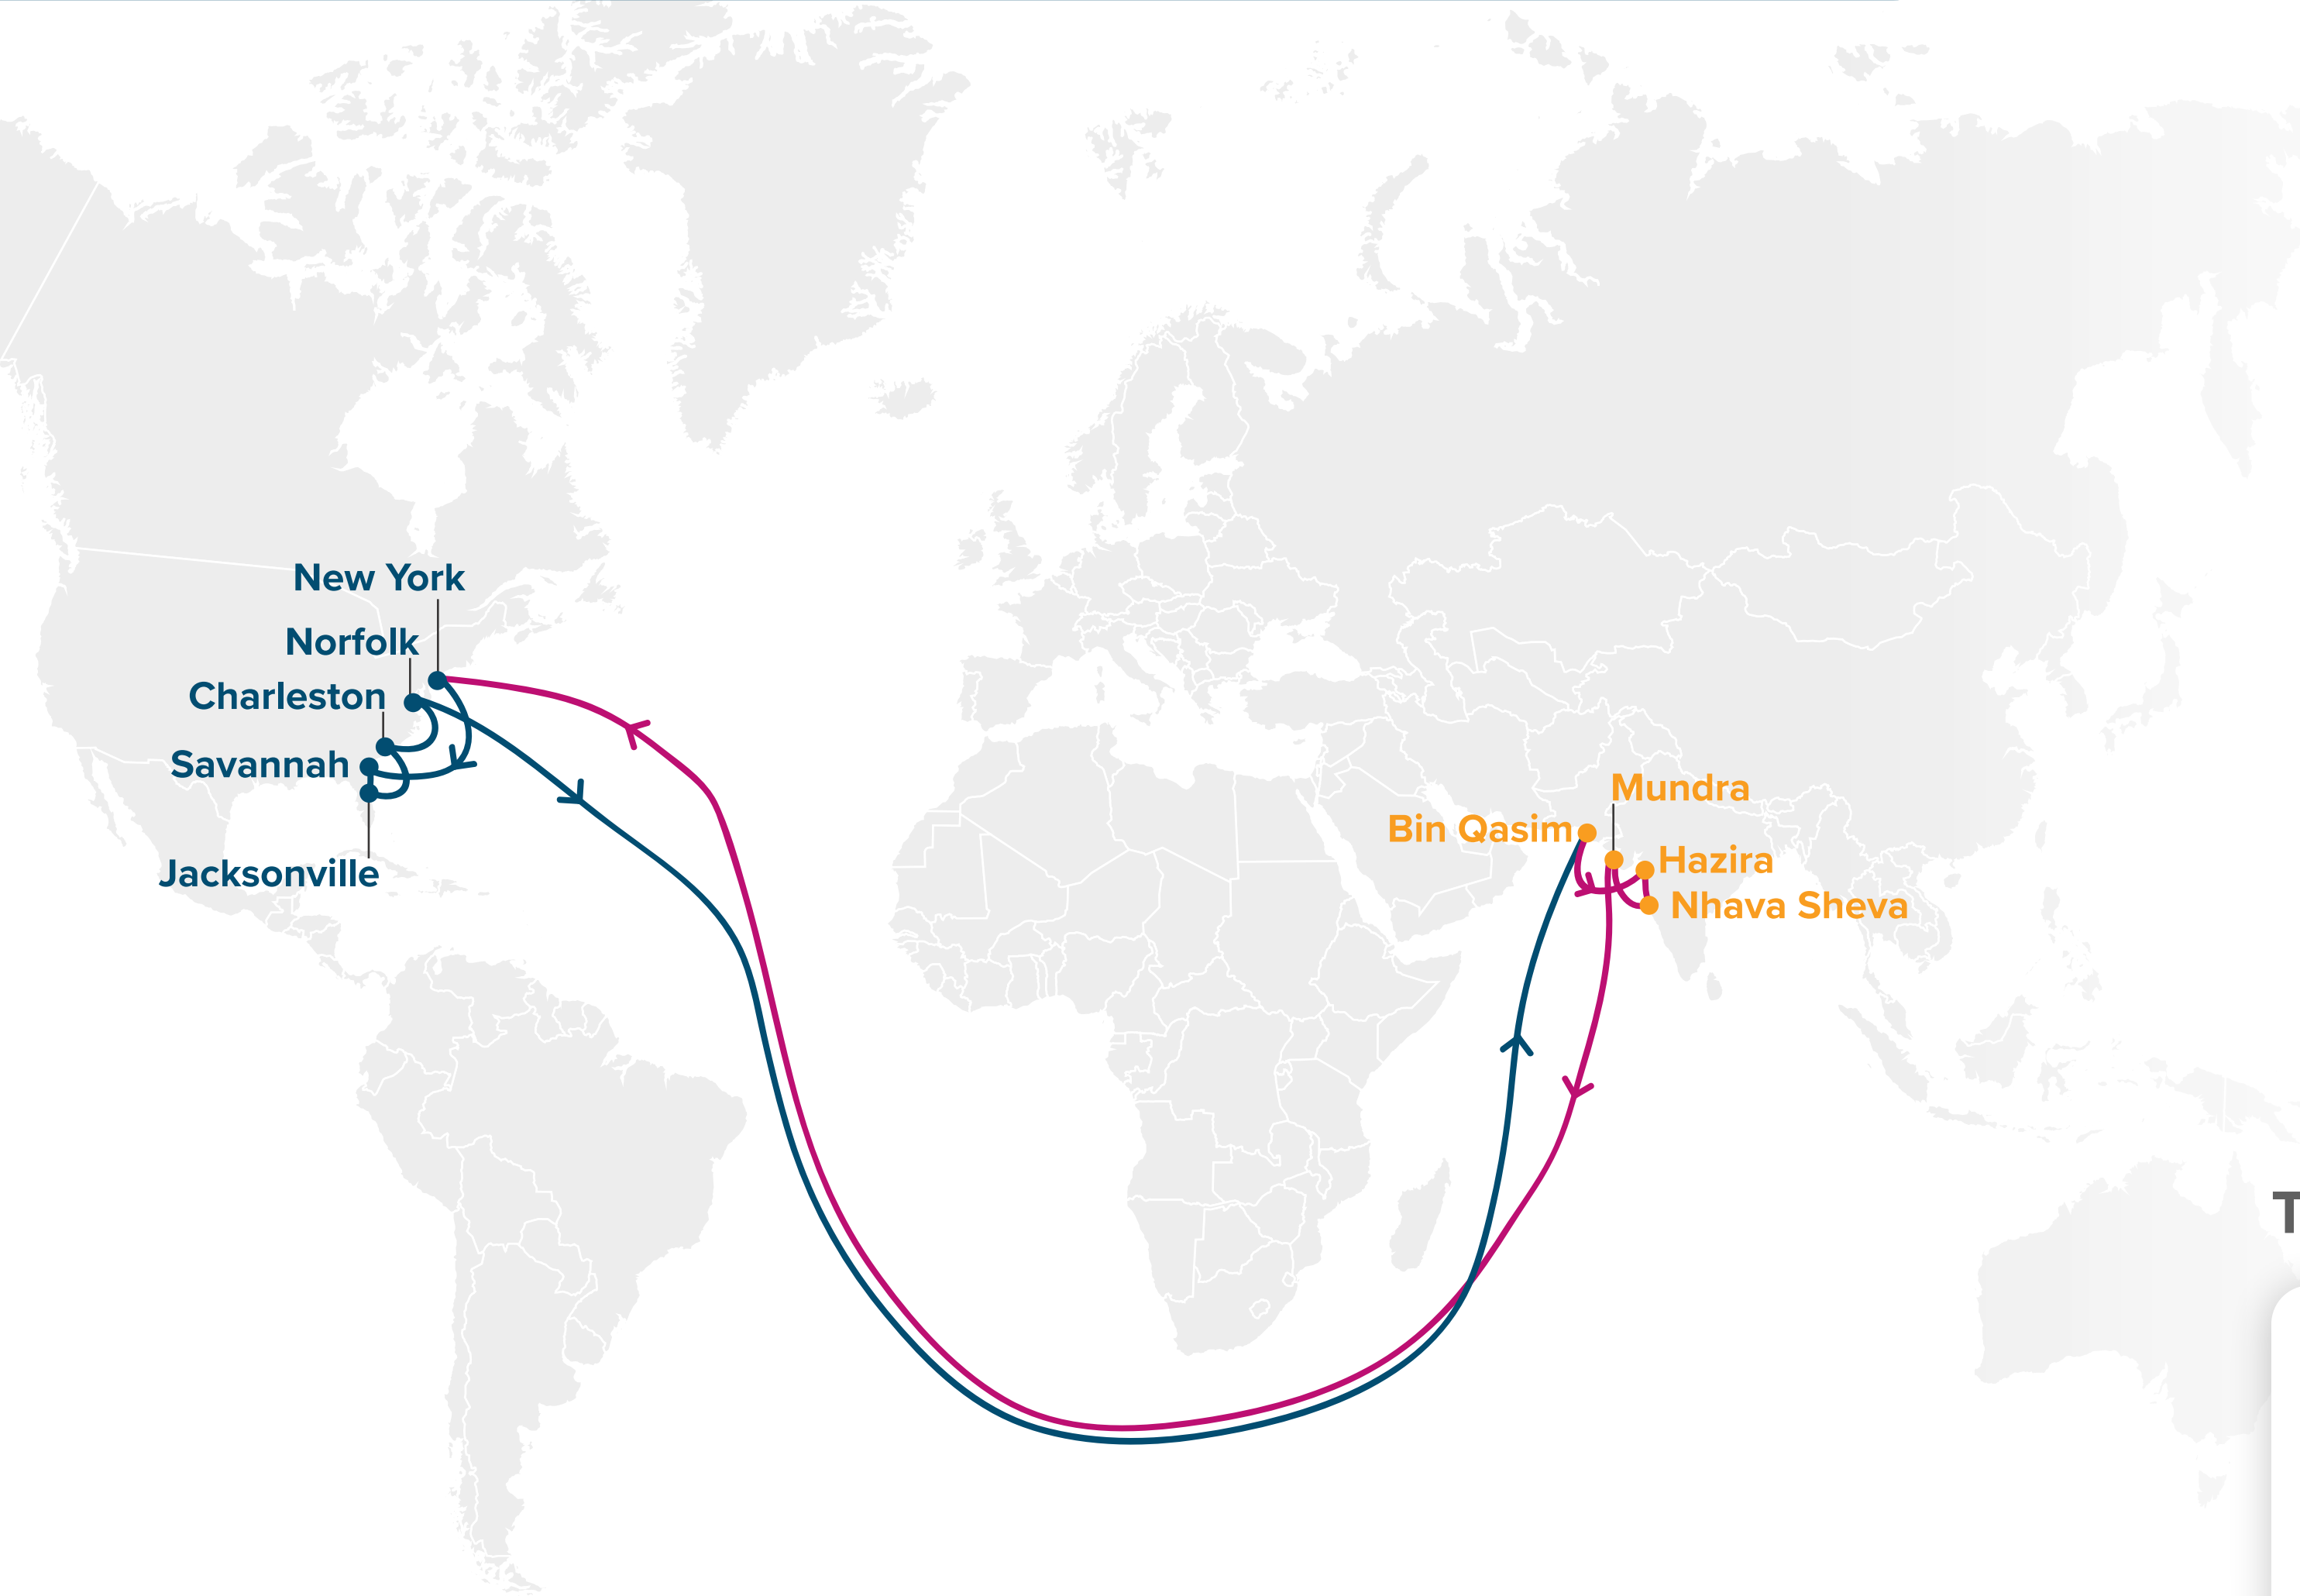 New York
Norfolk
Charleston
Savannah
Jacksonville
Mundra
Bin Qasim
Hazira
Nhava Sheva
T